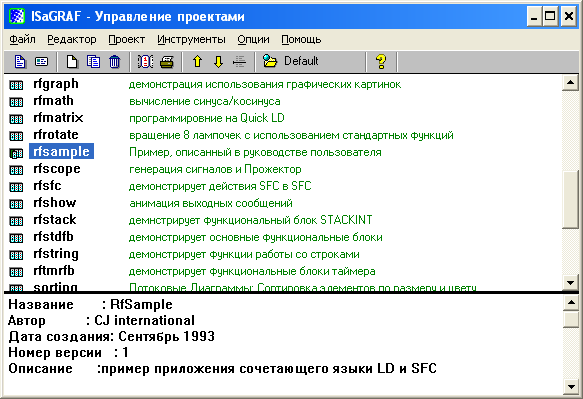 ISaGRAF - Управление проектами
Файл Редактор Проект Инструменты Опции Помощь
Default
rfgraph демонстрация использования графических картинок
rfmath вычисление синуса/косинуса
rfmatrix программировние на Quick LD
rfrotate вращение 8 лампочек с использованием стандартных функций
rfsample Пример, описанный в руководстве пользователя
rfscope генерация сигналов и Прожектор
rfsfc демонстрирует действия SFC в SFC
rfshow анимация выходных сообщений
rfstack демнстрирует функциональный блок STACKINT
rfstdfb демонстрирует основные функциональные блоки
rfstring демонстрирует функции работы со строками
rftmrfb демонстрирует функциональные блоки таймера
sorting Потоковые Диаграммы: Сортировка элементов по размеру и цвету
Название : RfSample
Автор : CJ international
Дата создания: Сентябрь 1993
Номер версии : 1
Описание :пример приложения сочетающего языки LD и SFC